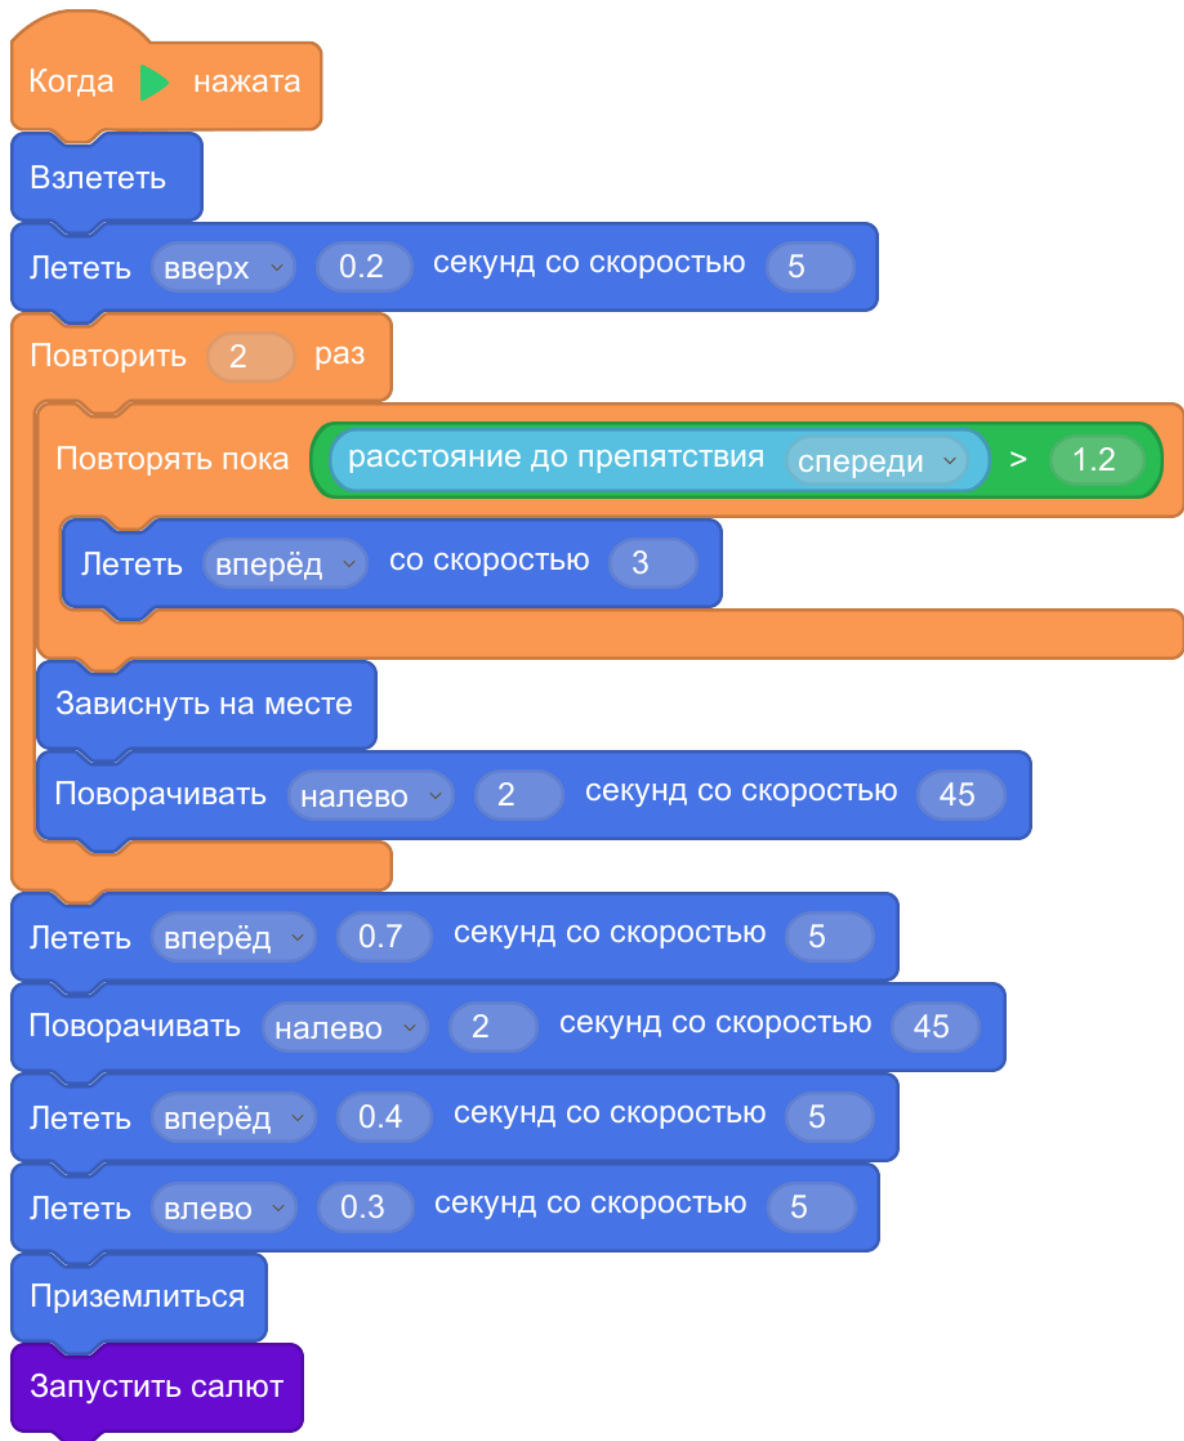 Когда нажата
Взлететь
Лететь вверх 0.2 секунд со скоростью 5
Повторить 2 раз
Повторять пока расстояние до препятствия спереди > 1.2
Лететь вперёд со скоростью 3
Зависнуть на месте
Поворачивать налево 2 секунд со скоростью 45
Лететь вперёд 0.7 секунд со скоростью 5
Поворачивать налево 2 секунд со скоростью 45
Лететь вперёд 0.4 секунд со скоростью 5
Лететь влево 0.3 секунд со скоростью 5
Приземлиться
Запустить салют